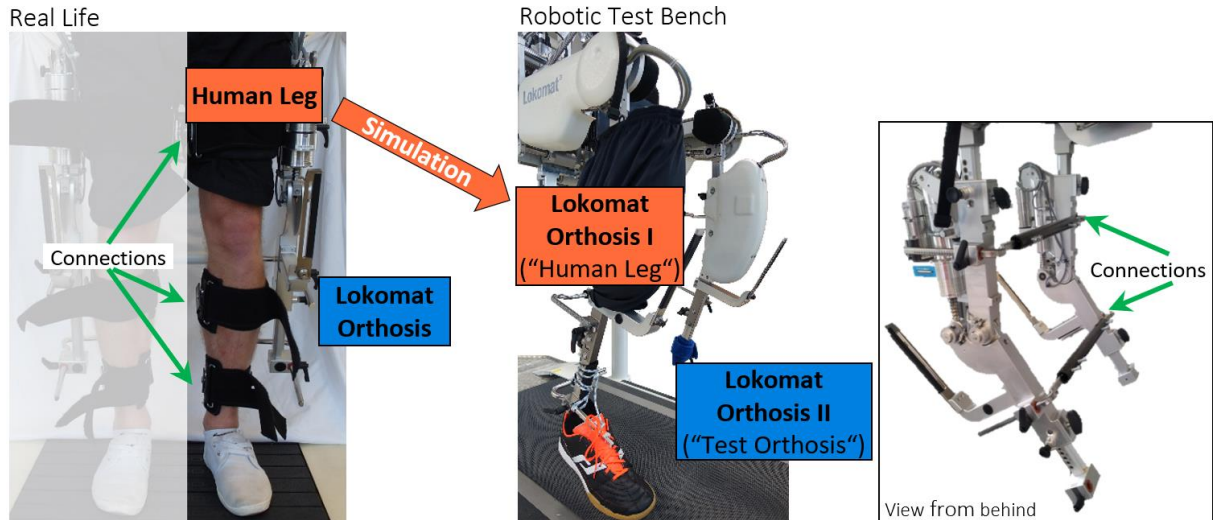 Real Life
Human Leg
Connections
Lokomat
Orthosis
Simulation
Robotic Test Bench
Lokomat®
Lokomat
Orthosis I
(“Human Leg“)
Lokomat
Orthosis II
(“Test Orthosis“)
Connections
View from behind